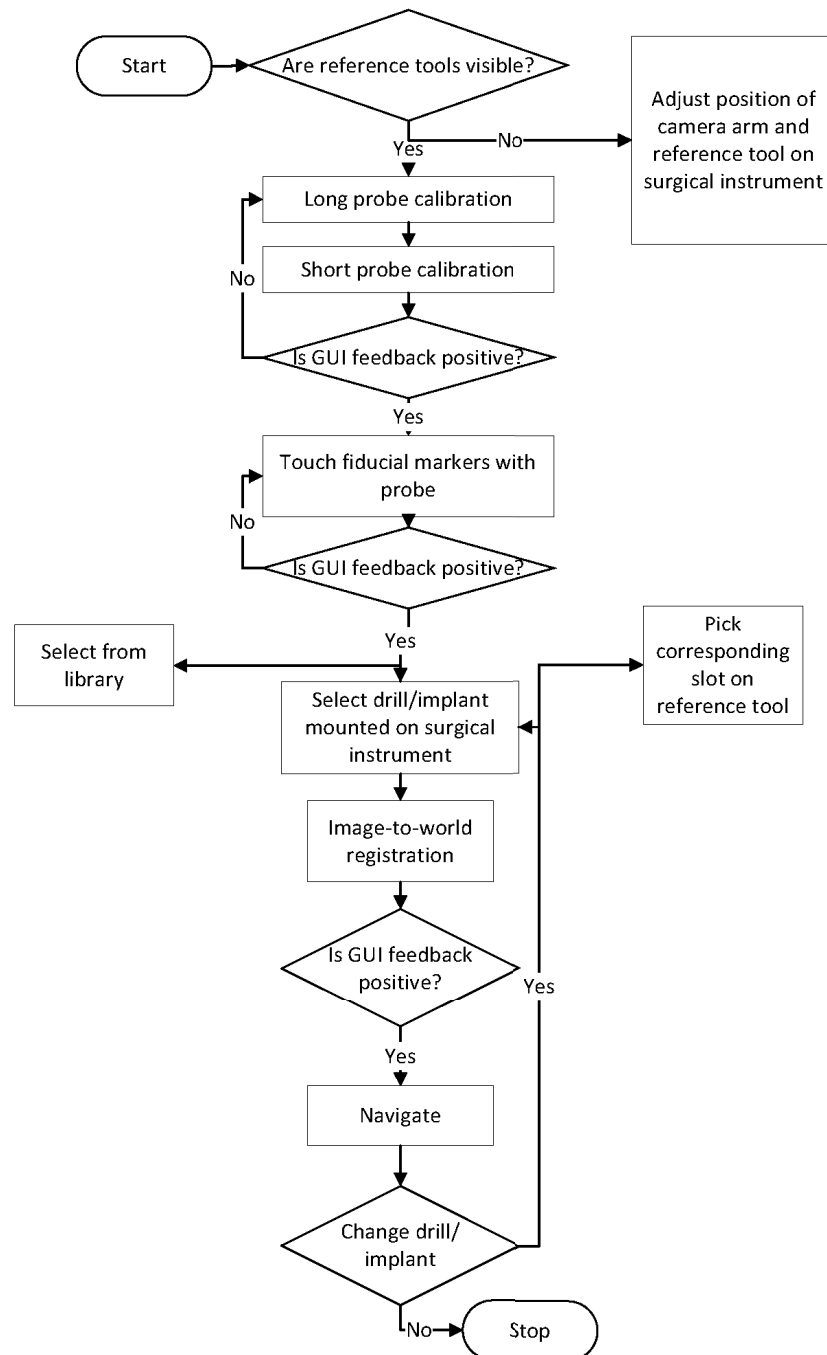 Start
Are reference tools visible?
Adjust position of
camera arm and
reference tool on
surgical instrument
Yes
No
Long probe calibration
No
Short probe calibration
Is GUI feedback positive?
Yes
Touch fiducial markers with
probe
No
Is GUI feedback positive?
Yes
Select from
library
Pick
corresponding
slot on
reference tool
Select drill/implant
mounted on surgical
instrument
Image-to-world
registration
Is GUI feedback
positive?
Yes
Yes
Navigate
Change drill/
implant
No
Stop